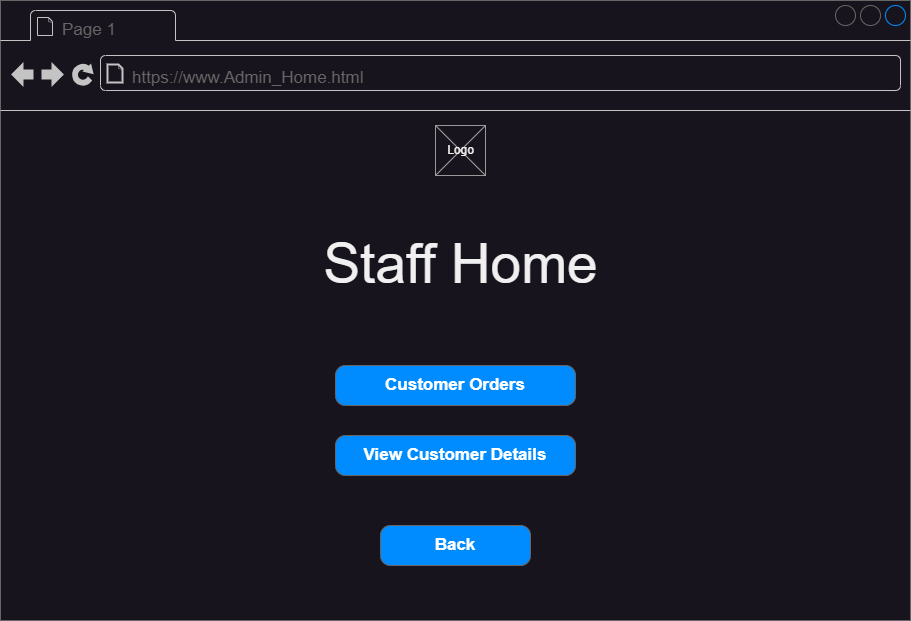 Page 1
https://www.Admin_Home.html
Logo
Staff Home
Customer Orders
View Customer Details
Back